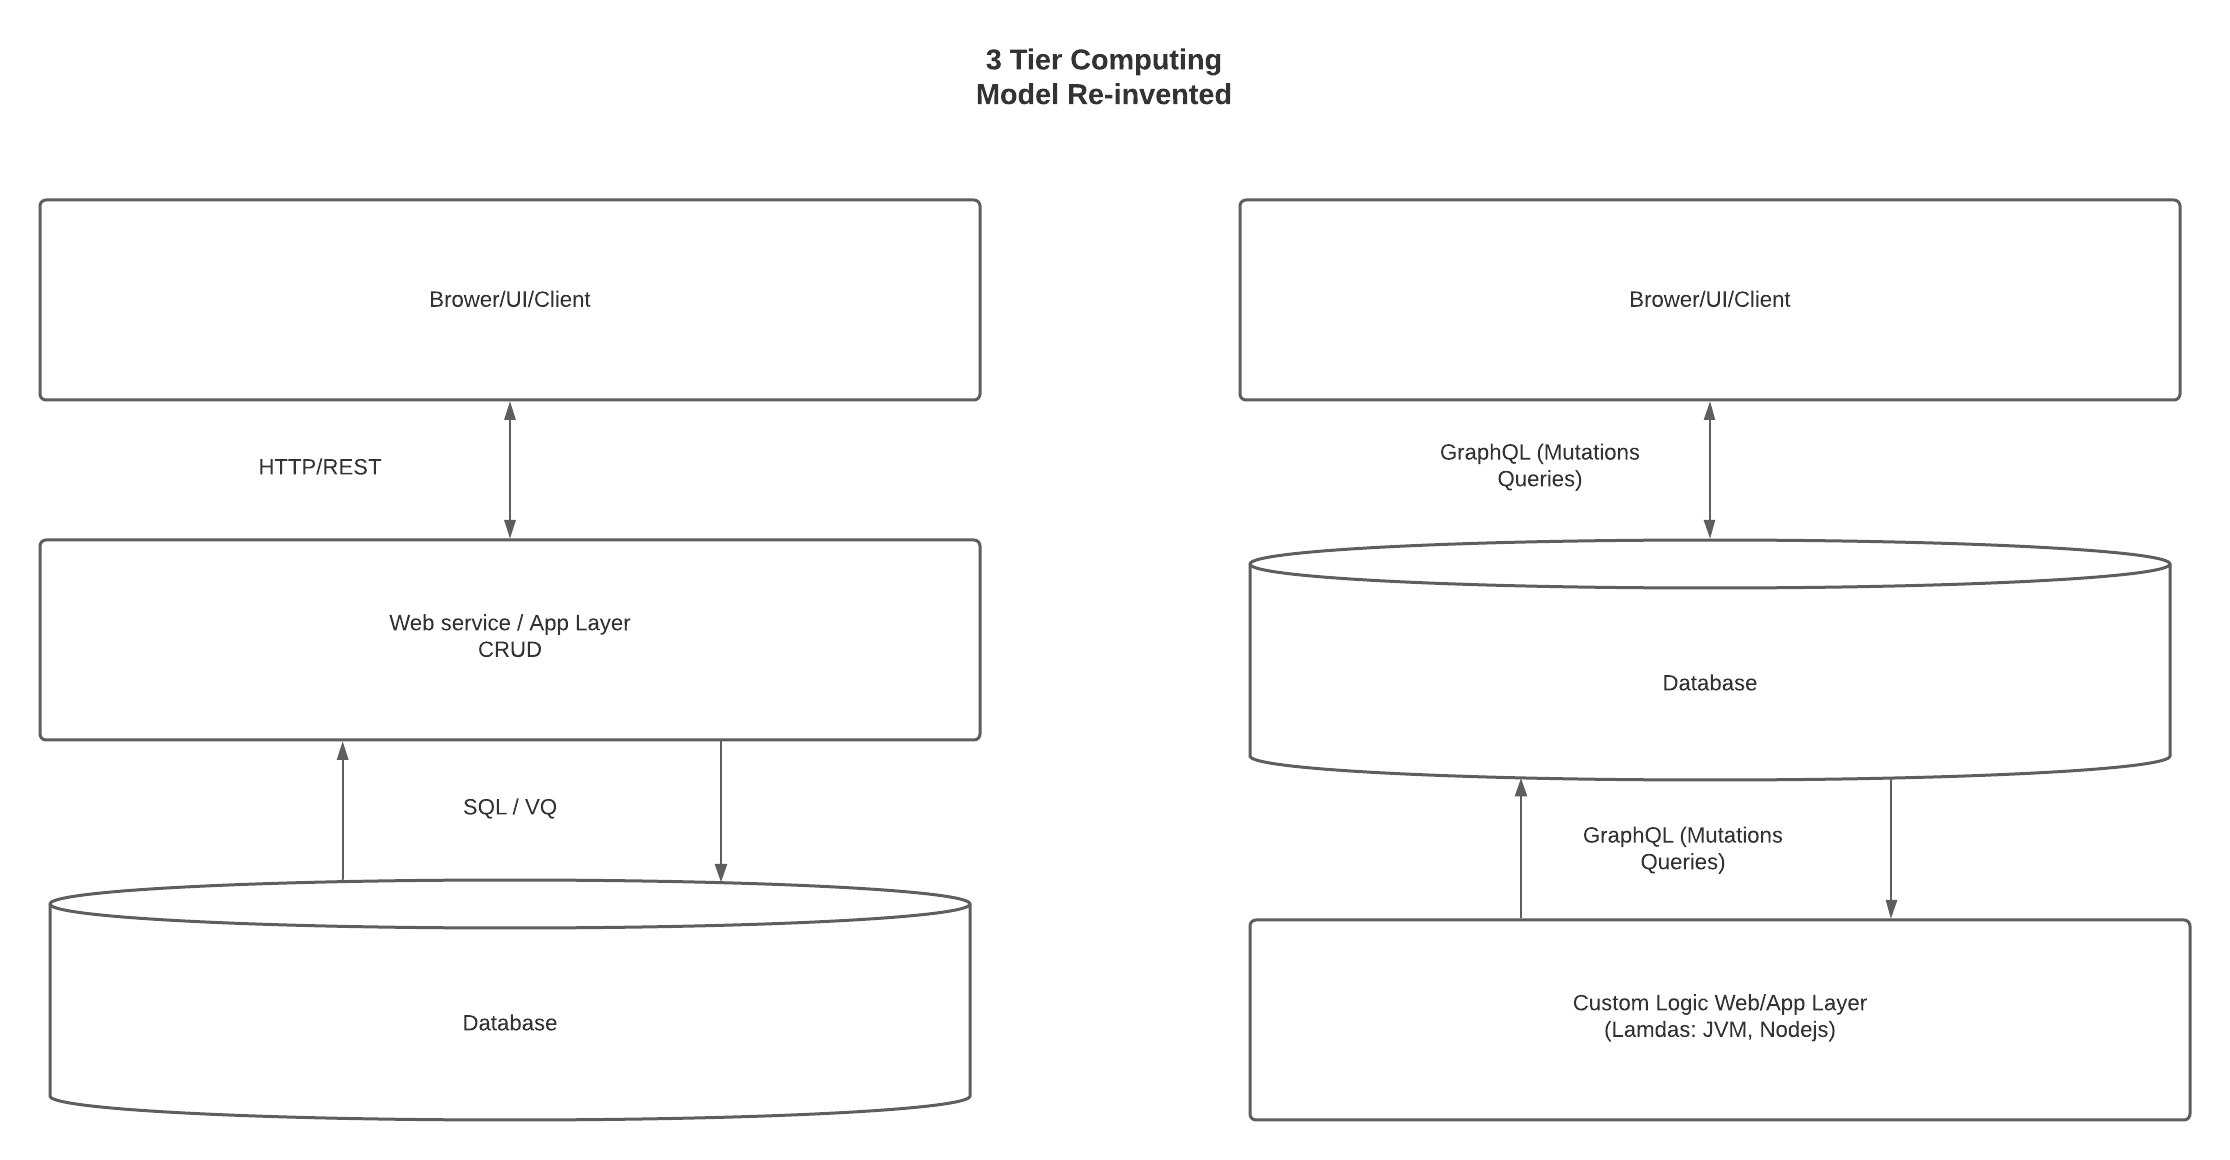 3 Tier Computing
Model Re-invented
Brower/UI/Client
HTTP/REST
Web service / App Layer
CRUD
SQL / VQ
Database
Brower/UI/Client
GraphQL (Mutations
Queries)
Database
GraphQL (Mutations
Queries)
Custom Logic Web/App Layer
(Lamdas: JVM, Nodejs)